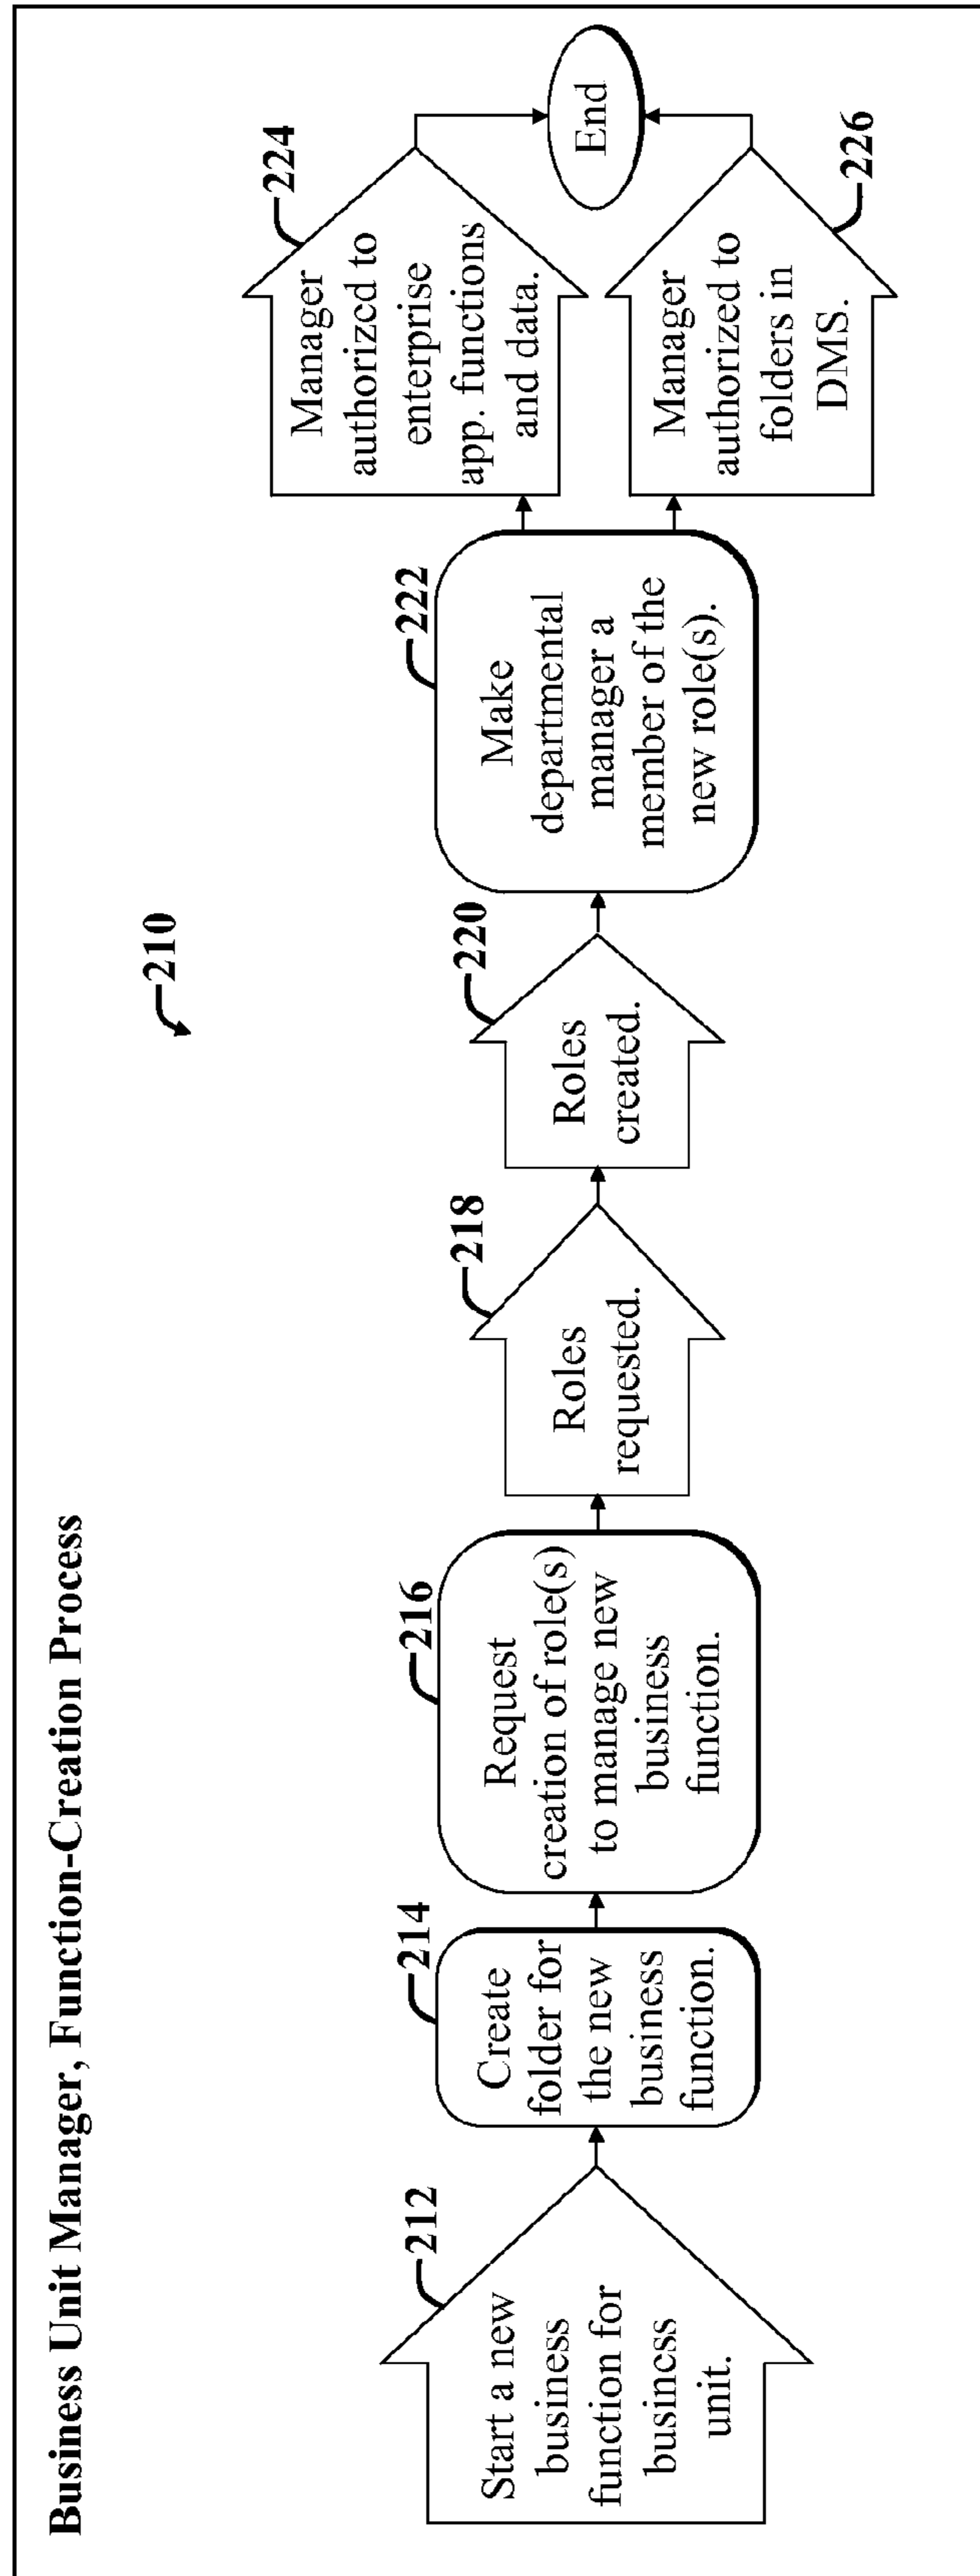 Business Unit Manager, Function-Creation Process
210
212
Start a new
business
function for
business
unit.
214
Create
folder for
the new
business
function.
216
Request
creation of role(s)
to manage new
business
function.
218
Roles
requested.
220
Roles
created.
222
Make
departmental
manager a
member of the
new role(s).
224
Manager
authorized to
enterprise
app. functions
and data.
226
Manager
authorized to
folders in
DMS.
End